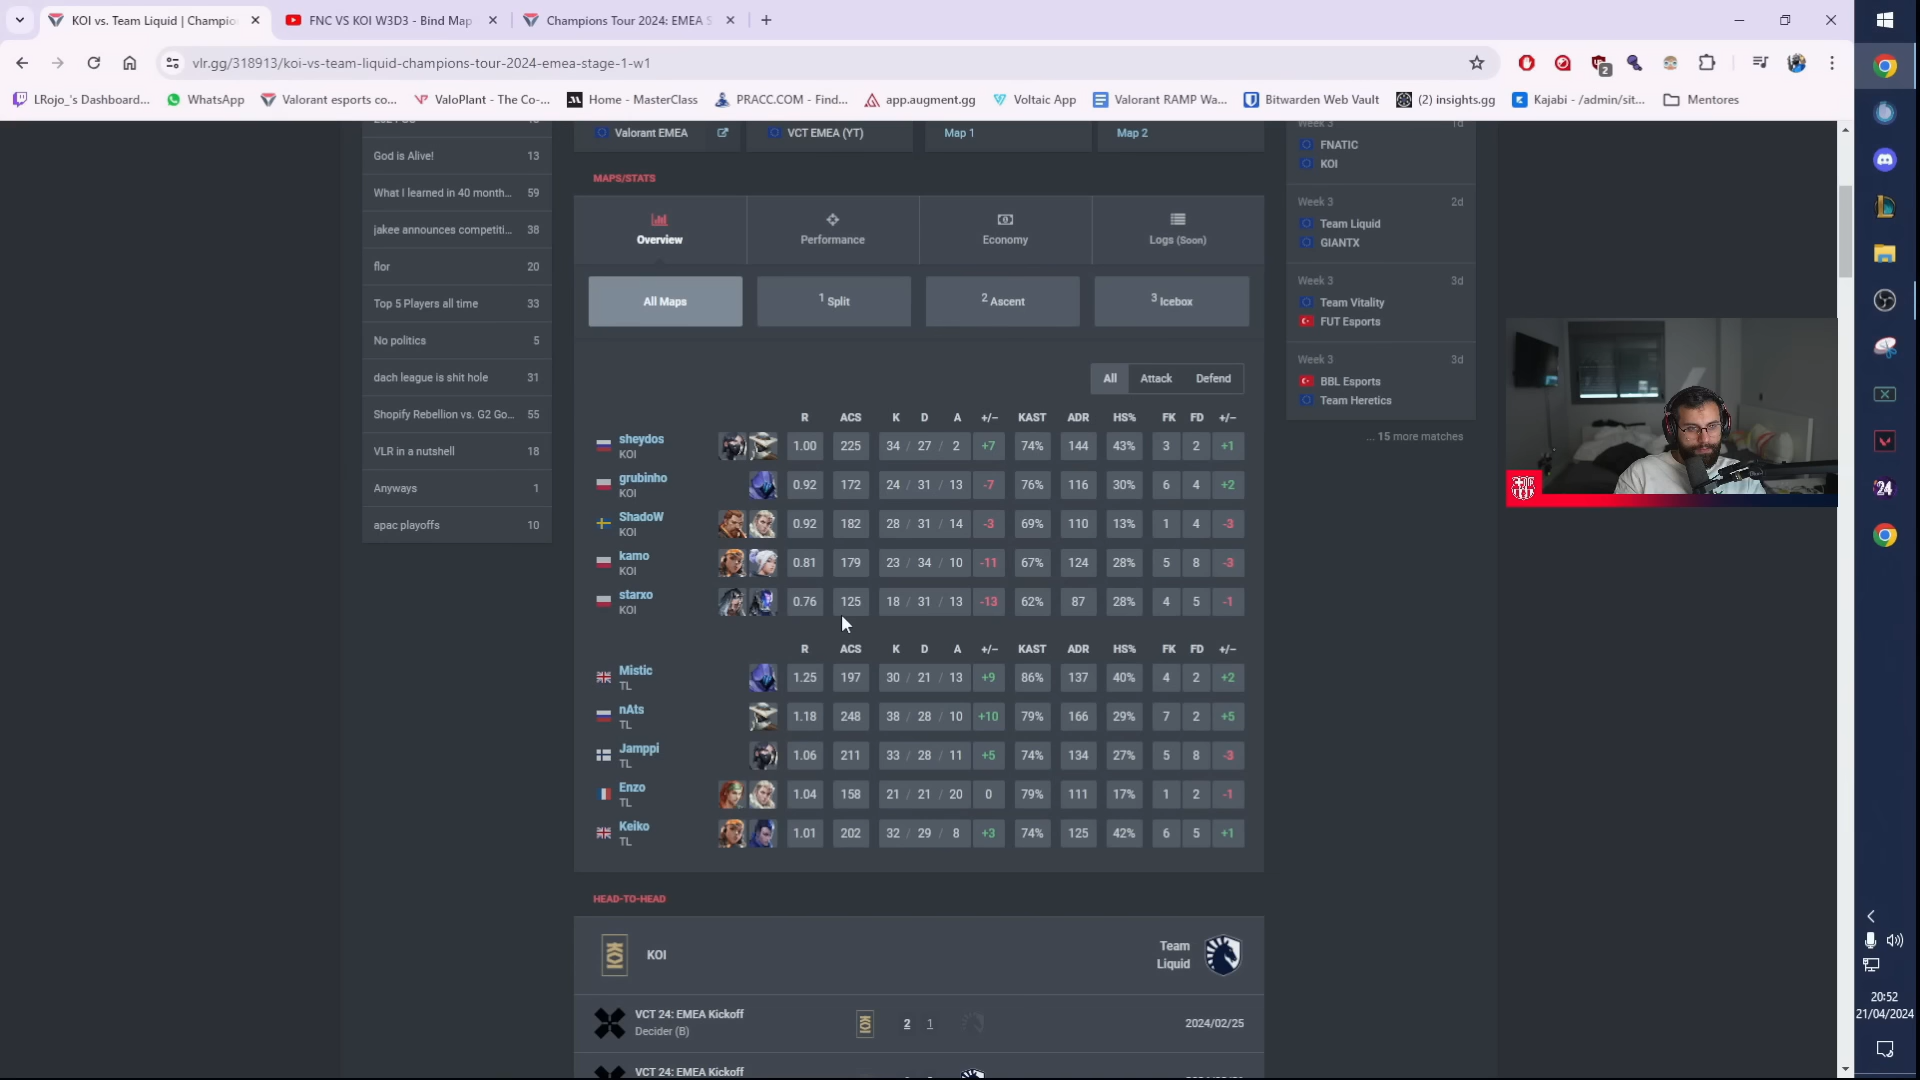 KOI vs. Team Liquid | Champio
FNC VS KOI W3D3 - Bind Map
Champions Tour 2024: EMEA S
vlr.gg/318913/koi-vs-team-liquid-champions-tour-2024-emea-stage-1-w1
2
LRojo_'s Dashboard...
WhatsApp
Valorant esports co...
ValoPlant - The Co-...
Home - MasterClass
PRACC.COM - Find...
app.augment.gg
Voltaic App
Valorant RAMP Wa...
Bitwarden Web Vault
(2) insights.gg
Kajabi - /admin/sit...
Mentores
God is Alive! 13
What I learned in 40 month... 59
jakee announces competiti... 38
flor 20
Top 5 Players all time 33
No politics 5
dach league is shit hole 31
Shopify Rebellion vs. G2 Go... 55
VLR in a nutshell 18
Anyways 1
apac playoffs 10
Valorant EMEA
VCT EMEA (YT)
Map 1
Map 2
MAPS/STATS
Overview
Performance
Economy
Logs (Soon)
All Maps
1 Split
2 Ascent
3 Icebox
All Attack Defend
R ACS K D A +/– KAST ADR HS% FK FD +/–
sheydos KOI 1.00 225 34 / 27 / 2 +7 74% 144 43% 3 2 +1
grubinho KOI 0.92 172 24 / 31 / 13 -7 76% 116 30% 6 4 +2
ShadoW KOI 0.92 182 28 / 31 / 14 -3 69% 110 13% 1 4 -3
kamo KOI 0.81 179 23 / 34 / 10 -11 67% 124 28% 5 8 -3
starxo KOI 0.76 125 18 / 31 / 13 -13 62% 87 28% 4 5 -1
R ACS K D A +/– KAST ADR HS% FK FD +/–
Mistic TL 1.25 197 30 / 21 / 13 +9 86% 137 40% 4 2 +2
nAts TL 1.18 248 38 / 28 / 10 +10 79% 166 29% 7 2 +5
Jamppi TL 1.06 211 33 / 28 / 11 +5 74% 134 27% 5 8 -3
Enzo TL 1.04 158 21 / 21 / 20 0 79% 111 17% 1 2 -1
Keiko TL 1.01 202 32 / 29 / 8 +3 74% 125 42% 6 5 +1
HEAD-TO-HEAD
KOI
KOI
Team
Liquid
VCT 24: EMEA Kickoff
Decider (B)
KOI
2 1
2024/02/25
VCT 24: EMEA Kickoff
Week 3 1d
FNATIC
KOI
Week 3 2d
Team Liquid
GIANTX
Week 3 3d
Team Vitality
FUT Esports
Week 3 3d
BBL Esports
Team Heretics
... 15 more matches
24
20:52
21/04/2024